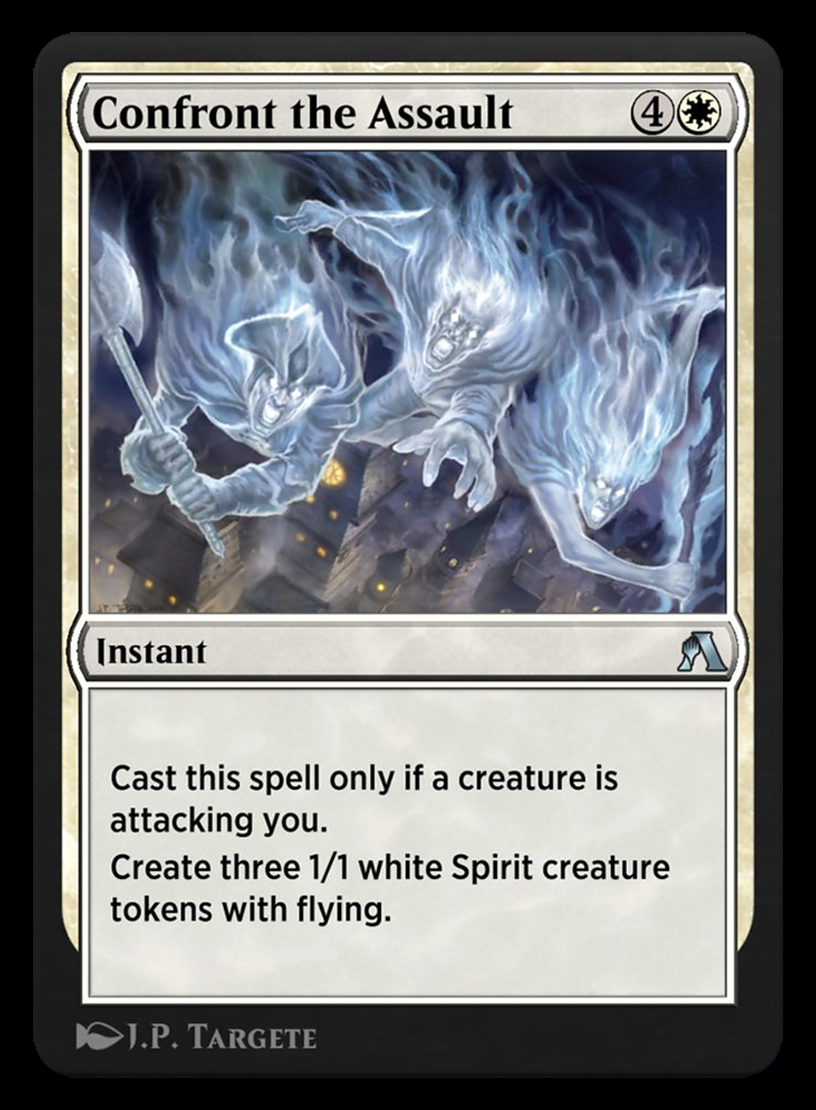 Confront the Assault 4
Instant
Cast this spell only if a creature is
attacking you.
Create three 1/1 white Spirit creature
tokens with flying.
J.P. Targete